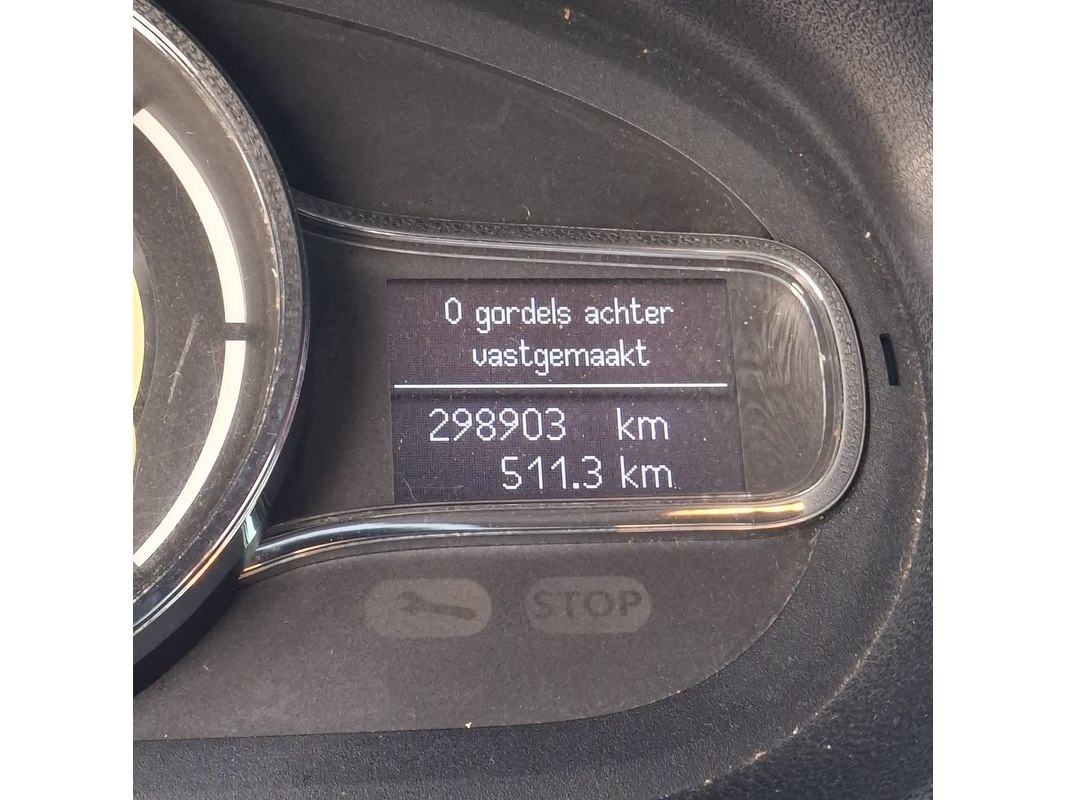 0 gordels achter
vastgemaakt
298903 km
511.3 km
STOP